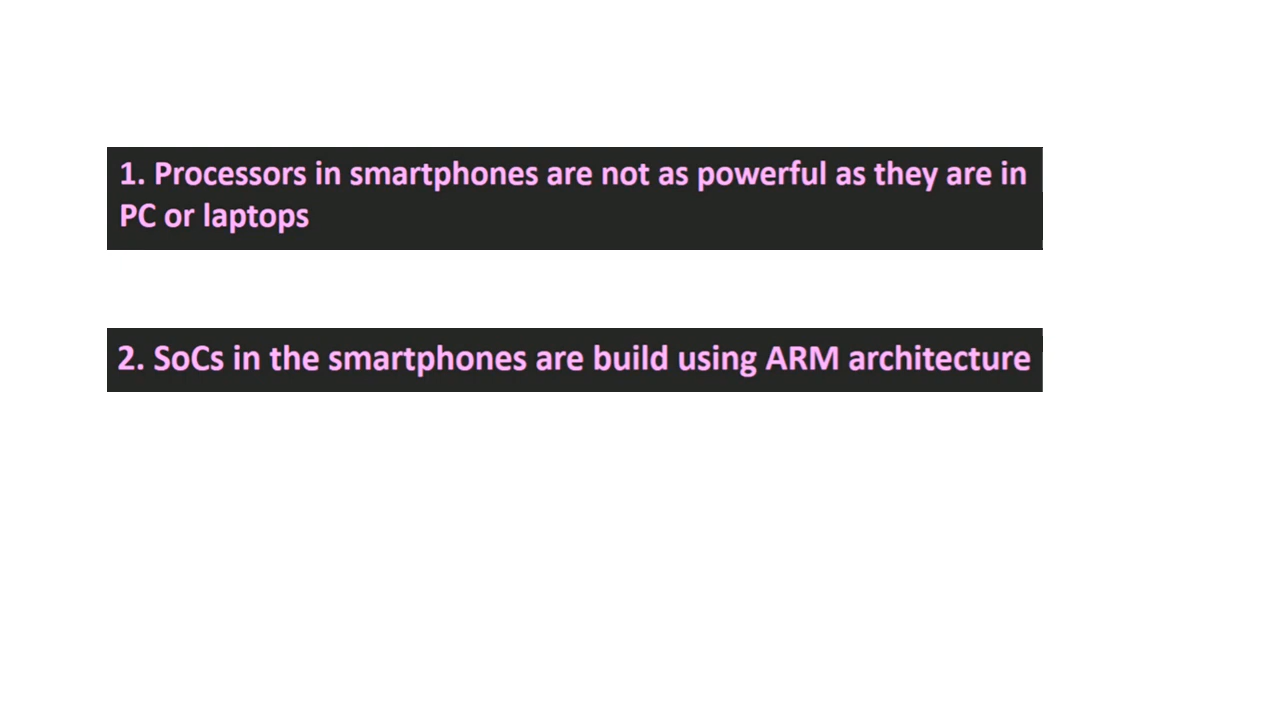 1. Processors in smartphones are not as powerful as they are in
PC or laptops
2. SoCs in the smartphones are build using ARM architecture